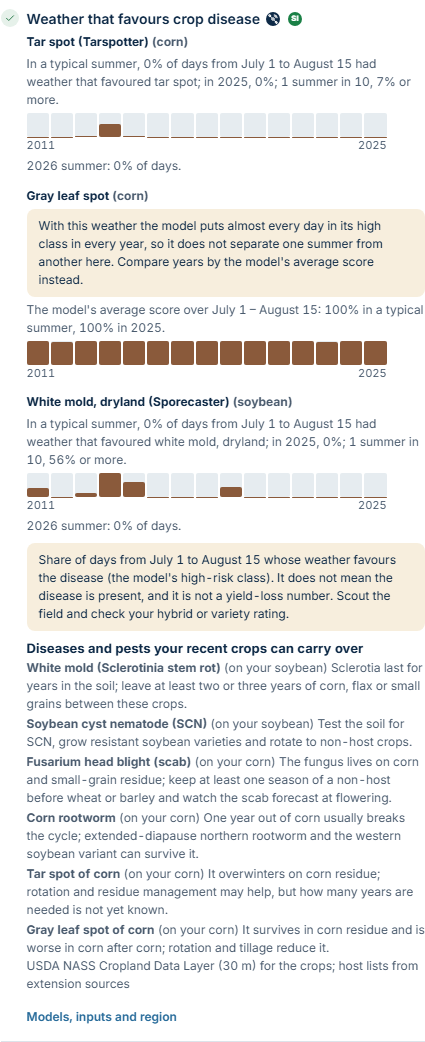 Weather that favours crop disease
Tar spot (Tarspotter) (corn)
In a typical summer, 0% of days from July 1 to August 15 had
weather that favoured tar spot; in 2025, 0%; 1 summer in 10, 7% or
more.
2011 2025
2026 summer: 0% of days.
Gray leaf spot (corn)
With this weather the model puts almost every day in its high
class in every year, so it does not separate one summer from
another here. Compare years by the model's average score
instead.
The model's average score over July 1 – August 15: 100% in a typical
summer, 100% in 2025.
2011 2025
White mold, dryland (Sporecaster) (soybean)
In a typical summer, 0% of days from July 1 to August 15 had
weather that favoured white mold, dryland; in 2025, 0%; 1 summer in
10, 56% or more.
2011 2025
2026 summer: 0% of days.
Share of days from July 1 to August 15 whose weather favours
the disease (the model's high-risk class). It does not mean the
disease is present, and it is not a yield-loss number. Scout the
field and check your hybrid or variety rating.
Diseases and pests your recent crops can carry over
White mold (Sclerotinia stem rot) (on your soybean) Sclerotia last for
years in the soil; leave at least two or three years of corn, flax or small
grains between these crops.
Soybean cyst nematode (SCN) (on your soybean) Test the soil for
SCN, grow resistant soybean varieties and rotate to non-host crops.
Fusarium head blight (scab) (on your corn) The fungus lives on corn
and small-grain residue; keep at least one season of a non-host
before wheat or barley and watch the scab forecast at flowering.
Corn rootworm (on your corn) One year out of corn usually breaks
the cycle; extended-diapause northern rootworm and the western
soybean variant can survive it.
Tar spot of corn (on your corn) It overwinters on corn residue;
rotation and residue management may help, but how many years are
needed is not yet known.
Gray leaf spot of corn (on your corn) It survives in corn residue and is
worse in corn after corn; rotation and tillage reduce it.
USDA NASS Cropland Data Layer (30 m) for the crops; host lists from
extension sources
Models, inputs and region